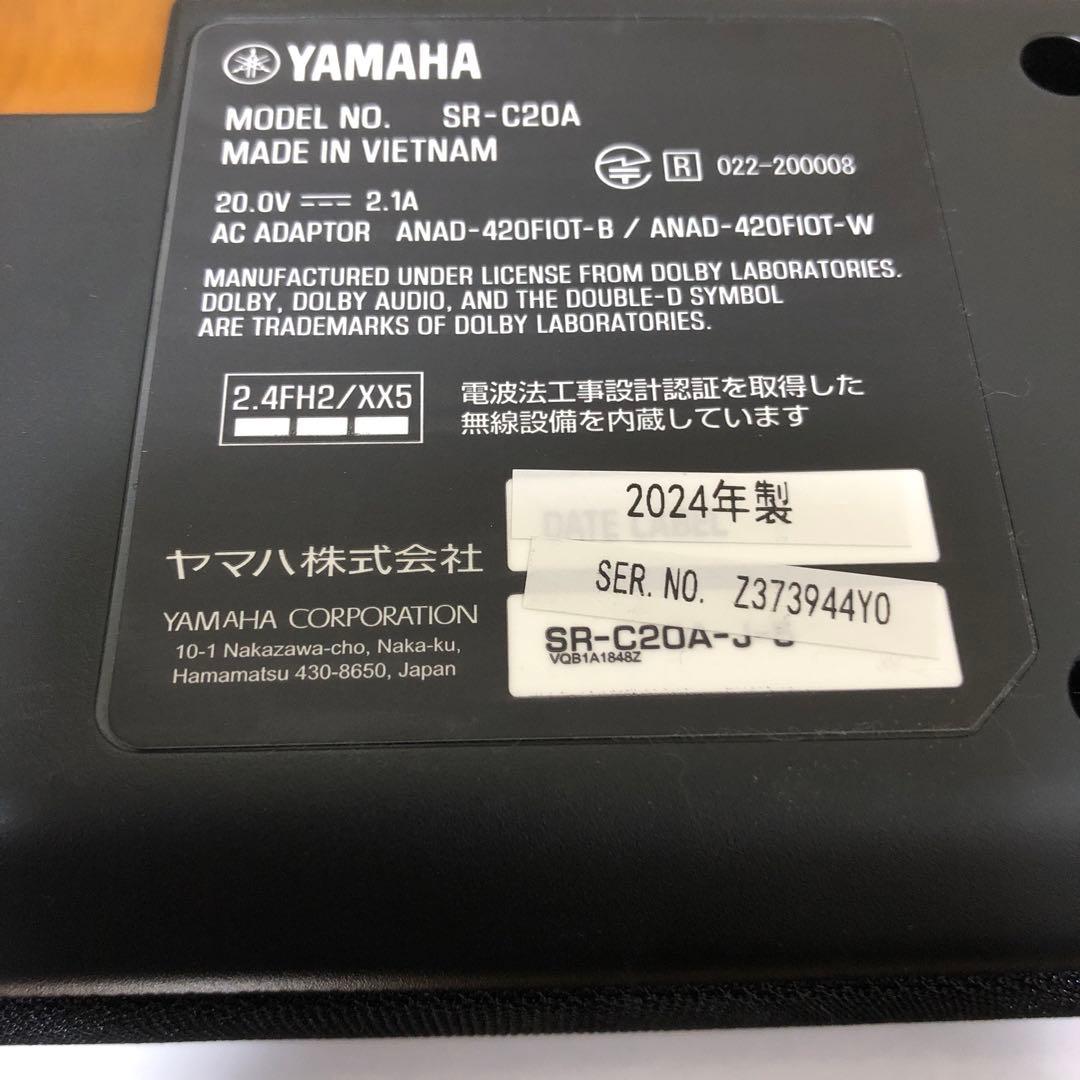 YAMAHA
MODEL NO. SR-C20A
MADE IN VIETNAM
R 022-200008
20.0V 2.1A
AC ADAPTOR ANAD-420FIOT-B / ANAD-420FIOT-W
MANUFACTURED UNDER LICENSE FROM DOLBY LABORATORIES.
DOLBY, DOLBY AUDIO, AND THE DOUBLE-D SYMBOL
ARE TRADEMARKS OF DOLBY LABORATORIES.
2.4FH2/XX5
電波法工事設計認証を取得した
無線設備を内蔵しています
2024年製
DATE LABEL
ヤマハ株式会社
SER. NO. Z373944Y0
YAMAHA CORPORATION
10-1 Nakazawa-cho, Naka-ku,
Hamamatsu 430-8650, Japan
SR-C20A-J
VQB1A1848Z